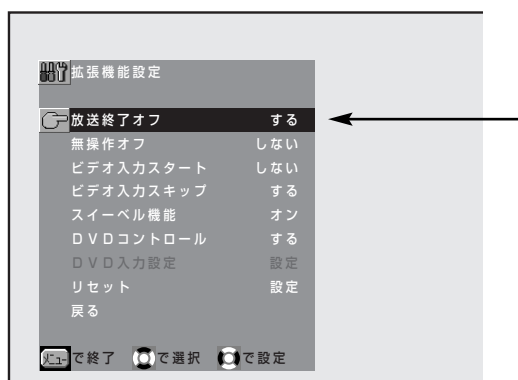 拡張機能設定
放送終了オフ する
無操作オフ しない
ビデオ入力スタート しない
ビデオ入力スキップ する
スイーベル機能 オン
DVDコントロール する
DVD入力設定 設定
リセット 設定
戻る
メニューで終了 で選択 で設定